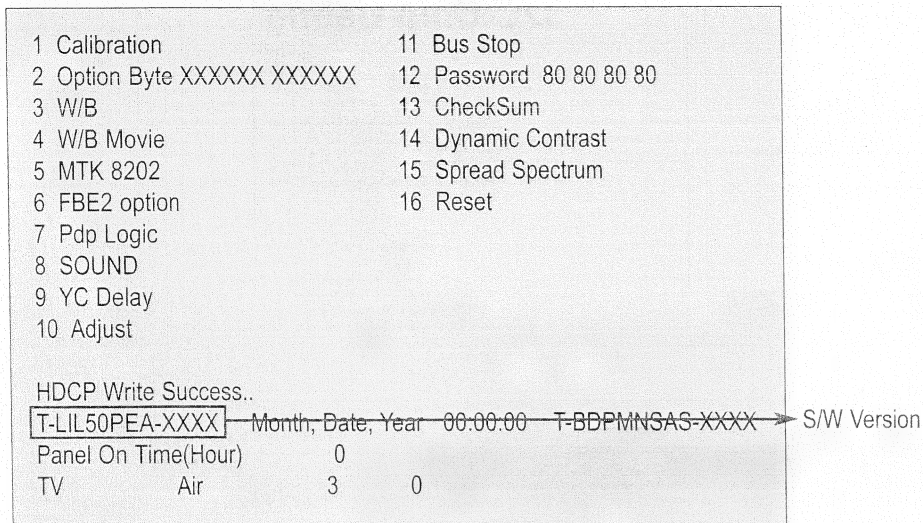 1 Calibration
2 Option Byte XXXXXX XXXXXX
3 W/B
4 W/B Movie
5 MTK 8202
6 FBE2 option
7 Pdp Logic
8 SOUND
9 YC Delay
10 Adjust
11 Bus Stop
12 Password 80 80 80 80
13 CheckSum
14 Dynamic Contrast
15 Spread Spectrum
16 Reset
HDCP Write Success..
T-LIL50PEA-XXXX Month, Date, Year 00:00:00 T-BDPMNSAS-XXXX S/W Version
Panel On Time(Hour) 0
TV Air 3 0